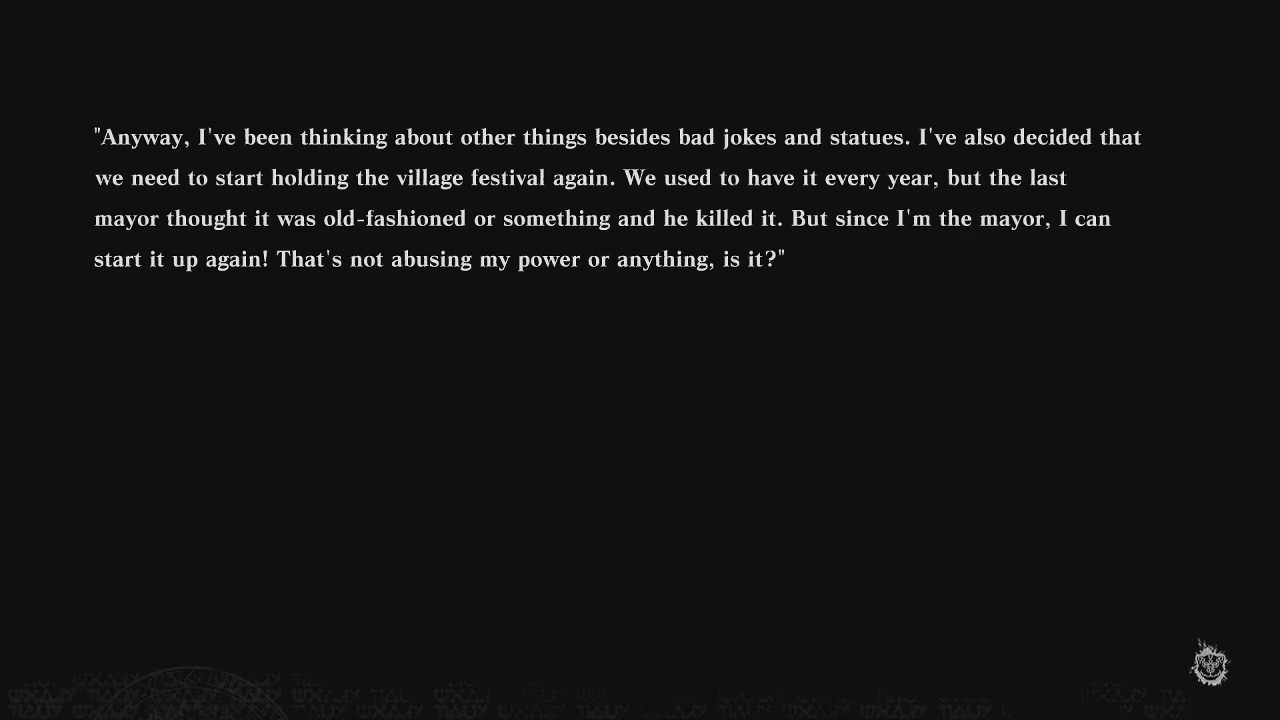 "Anyway, I've been thinking about other things besides bad jokes and statues. I've also decided that
we need to start holding the village festival again. We used to have it every year, but the last
mayor thought it was old-fashioned or something and he killed it. But since I'm the mayor, I can
start it up again! That's not abusing my power or anything, is it?"